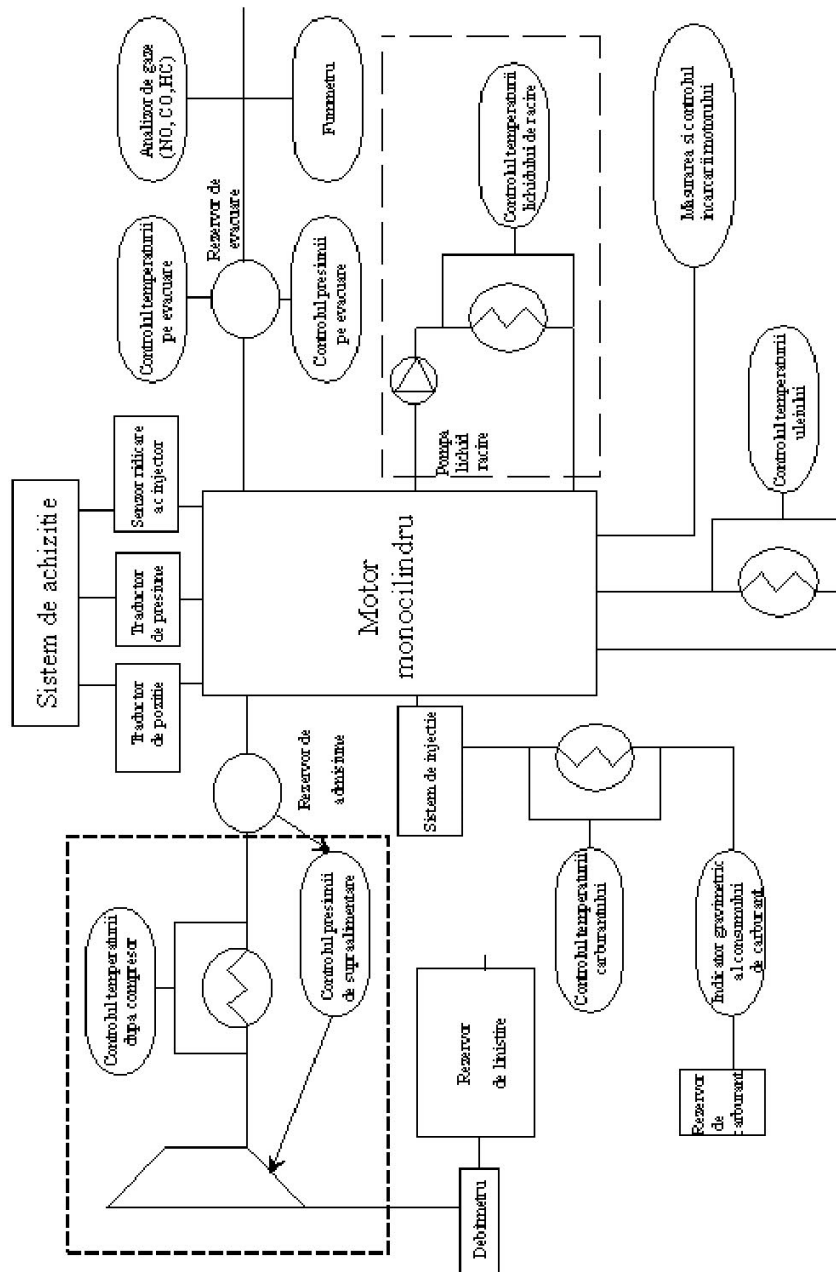 Sistem de achizitie
Traductor
de pozitie
Traductor
de presiune
Senzor ridicare
ac injector
Controlul temperaturii
dupa compresor
Controlul presiunii
de supraalimentare
Rezervor de
admisiune
Motor
monocilindru
Controlul temperaturii
pe evacuare
Controlul presiunii
pe evacuare
Rezervor de
evacuare
Analizor de gaze
(NO, CO,HC)
Fummetru
Pompa
lichid
racire
Controlul temperaturii
lichidului de racire
Debitmetru
Rezervor
de linistire
Sistem de injectie
Controlul temperaturii
carburantului
Rezervor
de
carburant
Indicator gravimetric
al consumului
de carburant
Controlul temperaturii
uleiului
Masurarea si controlul
incarcarii motorului